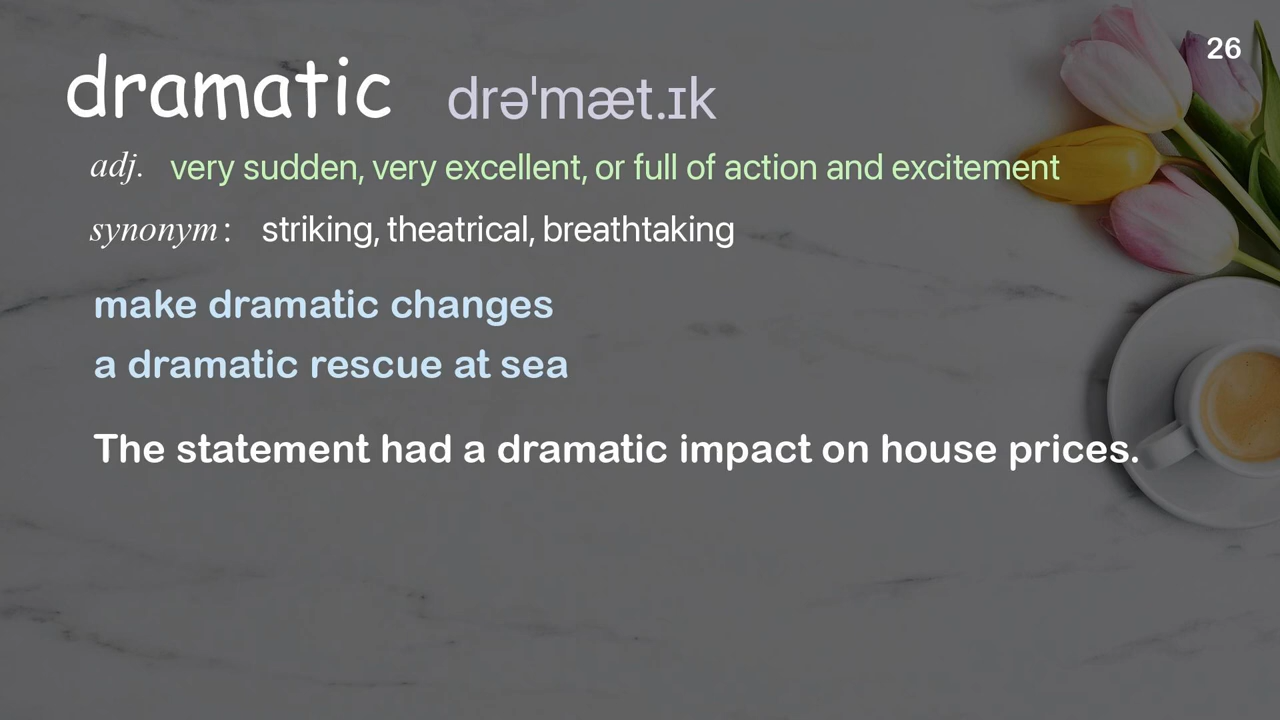 26
dramatic drəˈmæt.ɪk
adj. very sudden, very excellent, or full of action and excitement
synonym: striking, theatrical, breathtaking
make dramatic changes
a dramatic rescue at sea
The statement had a dramatic impact on house prices.